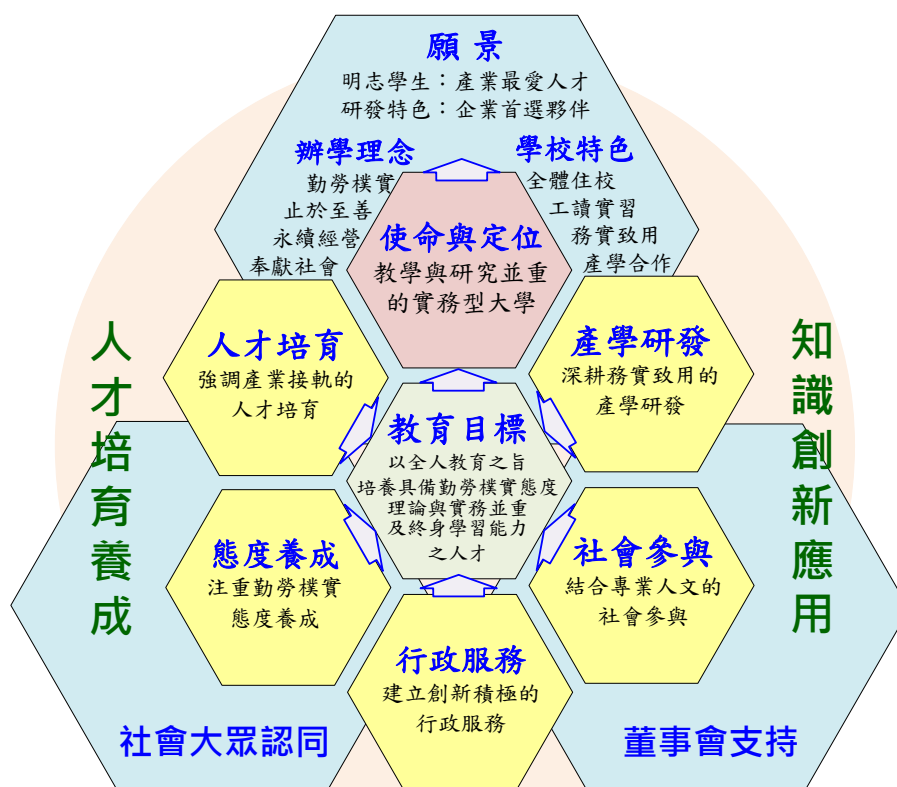 願 景
明志學生：產業最愛人才
研發特色：企業首選夥伴
辦學理念
勤勞樸實
止於至善
永續經營
奉獻社會
學校特色
全體住校
工讀實習
務實致用
產學合作
使命與定位
教學與研究並重
的實務型大學
人才培育
強調產業接軌的
人才培育
產學研發
深耕務實致用的
產學研發
人才培育養成
知識創新應用
教育目標
以全人教育之旨
培養具備勤勞樸實態度
理論與實務並重
及終身學習能力
之人才
態度養成
注重勤勞樸實
態度養成
社會參與
結合專業人文的
社會參與
行政服務
建立創新積極的
行政服務
社會大眾認同
董事會支持